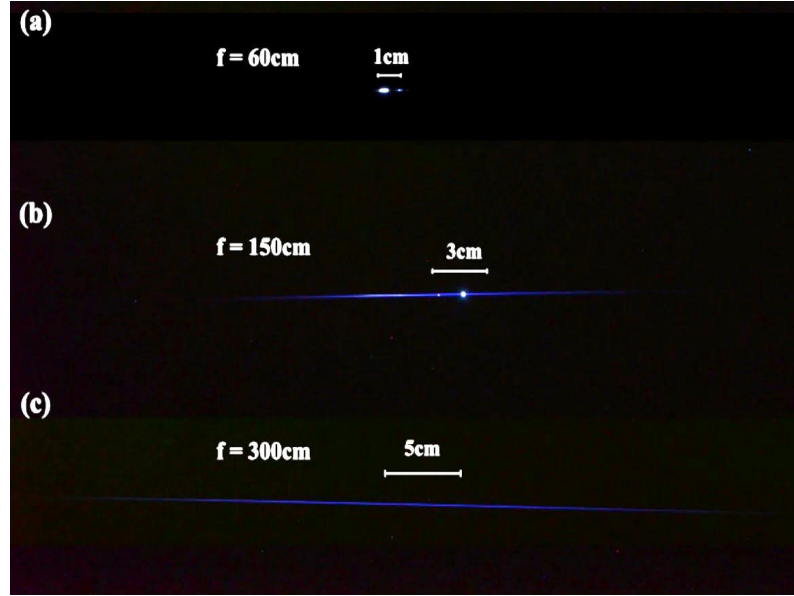 (a)
f = 60cm
1cm
(b)
f = 150cm
3cm
(c)
f = 300cm
5cm